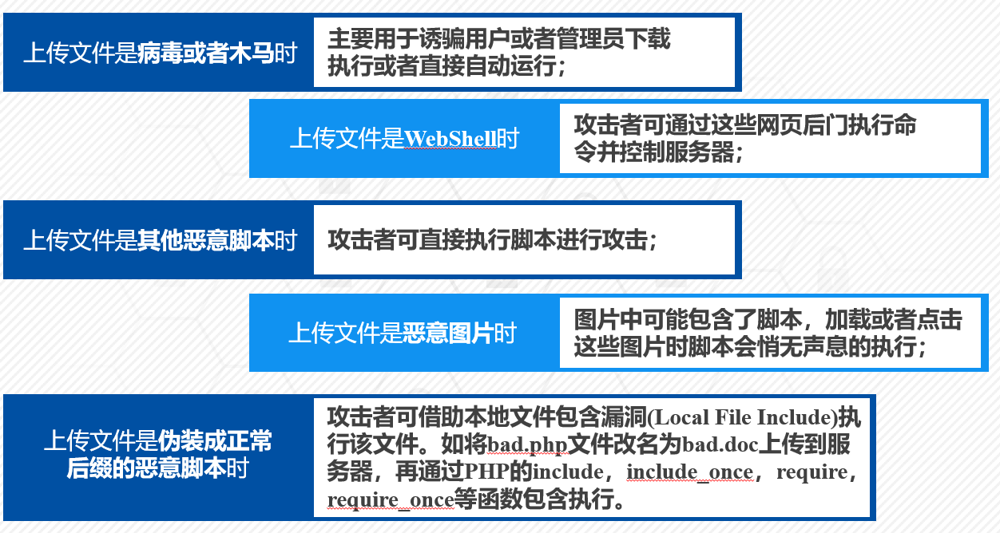 上传文件是病毒或者木马时
主要用于诱骗用户或者管理员下载
执行或者直接自动运行；
上传文件是WebShell时
攻击者可通过这些网页后门执行命
令并控制服务器；
上传文件是其他恶意脚本时
攻击者可直接执行脚本进行攻击；
上传文件是恶意图片时
图片中可能包含了脚本，加载或者点击
这些图片时脚本会悄无声息的执行；
上传文件是伪装成正常
后缀的恶意脚本时
攻击者可借助本地文件包含漏洞(Local File Include)执
行该文件。如将bad.php文件改名为bad.doc上传到服
务器，再通过PHP的include，include_once，require，
require_once等函数包含执行。